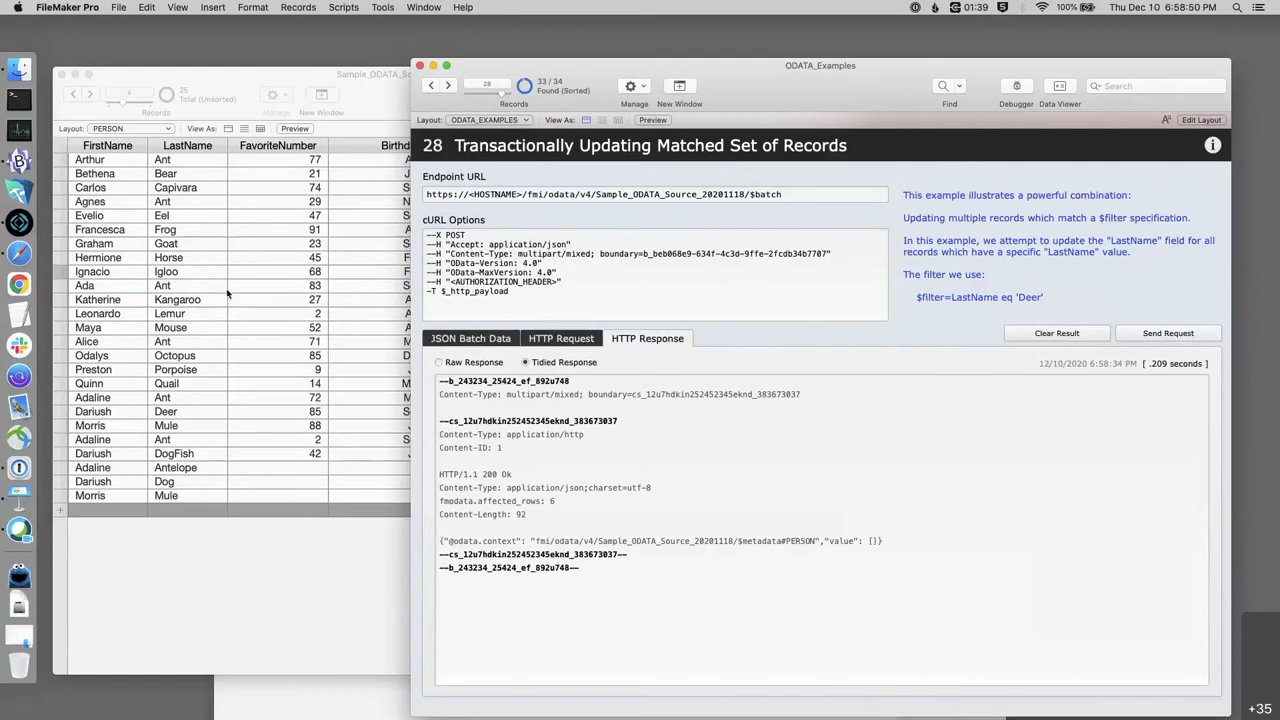 FileMaker Pro File Edit View Insert Format Records Scripts Tools Window Help 01:39 100% Thu Dec 10 6:58:50 PM
Sample_ODATA_So
8
25
Total (Unsorted)
Records Manage New Window
Layout: PERSON View As: Preview
FirstName LastName FavoriteNumber Birthd
Arthur Ant 77 A
Bethena Bear 21 J
Carlos Capivara 74 S
Agnes Ant 29 N
Evelio Eel 47 S
Francesca Frog 91 A
Graham Goat 23 S
Hermione Horse 45 F
Ignacio Igloo 68 A
Ada Ant 83 S
Katherine Kangaroo 27 A
Leonardo Lemur 2 F
Maya Mouse 52 A
Alice Ant 71 M
Odalys Octopus 85 A
Preston Porpoise 9 N
Quinn Quail 14 M
Adaline Ant 72 M
Dariush Deer 85 S
Morris Mule 88 J
Adaline Ant 2 S
Dariush DogFish 42 J
Adaline Antelope
Dariush Dog
Morris Mule
ODATA_Examples
28
33 / 34
Found (Sorted)
Records Manage New Window Find Debugger Data Viewer
Search
Layout: ODATA_EXAMPLES View As: Preview Edit Layout
28 Transactionally Updating Matched Set of Records
Endpoint URL
https://<HOSTNAME>/fmi/odata/v4/Sample_ODATA_Source_20201118/$batch
cURL Options
--X POST
--H "Accept: application/json"
--H "Content-Type: multipart/mixed; boundary=b_beb068e9-634f-4c3d-9ffe-2fcdb34b7707"
--H "OData-Version: 4.0"
--H "OData-MaxVersion: 4.0"
--H "<AUTHORIZATION_HEADER>"
-T $_http_payload
This example illustrates a powerful combination:
Updating multiple records which match a $filter specification.
In this example, we attempt to update the "LastName" field for all
records which have a specific "LastName" value.
The filter we use:
$filter=LastName eq 'Deer'
Clear Result Send Request
JSON Batch Data HTTP Request HTTP Response
Raw Response Tidied Response
12/10/2020 6:58:34 PM [ .209 seconds ]
--b_243234_25424_ef_892u748
Content-Type: multipart/mixed; boundary=cs_12u7hdkin252452345eknd_383673037
--cs_12u7hdkin252452345eknd_383673037
Content-Type: application/http
Content-ID: 1
HTTP/1.1 200 Ok
Content-Type: application/json;charset=utf-8
fmodata.affected_rows: 6
Content-Length: 92
{"@odata.context": "fmi/odata/v4/Sample_ODATA_Source_20201118/$metadata#PERSON","value": []}
--cs_12u7hdkin252452345eknd_383673037--
--b_243234_25424_ef_892u748--
+35